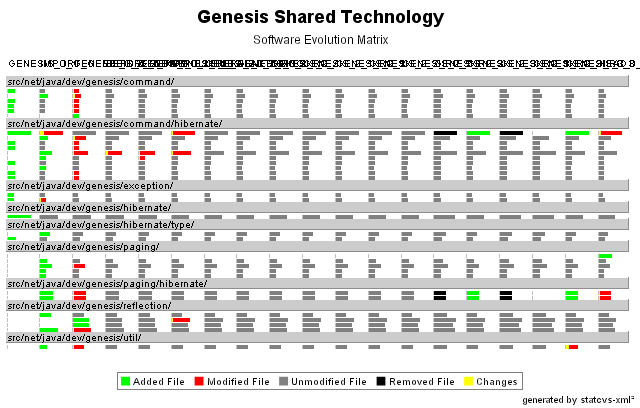 Genesis Shared Technology
Software Evolution Matrix
src/net/java/dev/genesis/command/
src/net/java/dev/genesis/command/hibernate/
src/net/java/dev/genesis/exception/
src/net/java/dev/genesis/hibernate/
src/net/java/dev/genesis/hibernate/type/
src/net/java/dev/genesis/paging/
src/net/java/dev/genesis/paging/hibernate/
src/net/java/dev/genesis/reflection/
src/net/java/dev/genesis/util/
Added File Modified File Unmodified File Removed File Changes
generated by statcvs-xml²